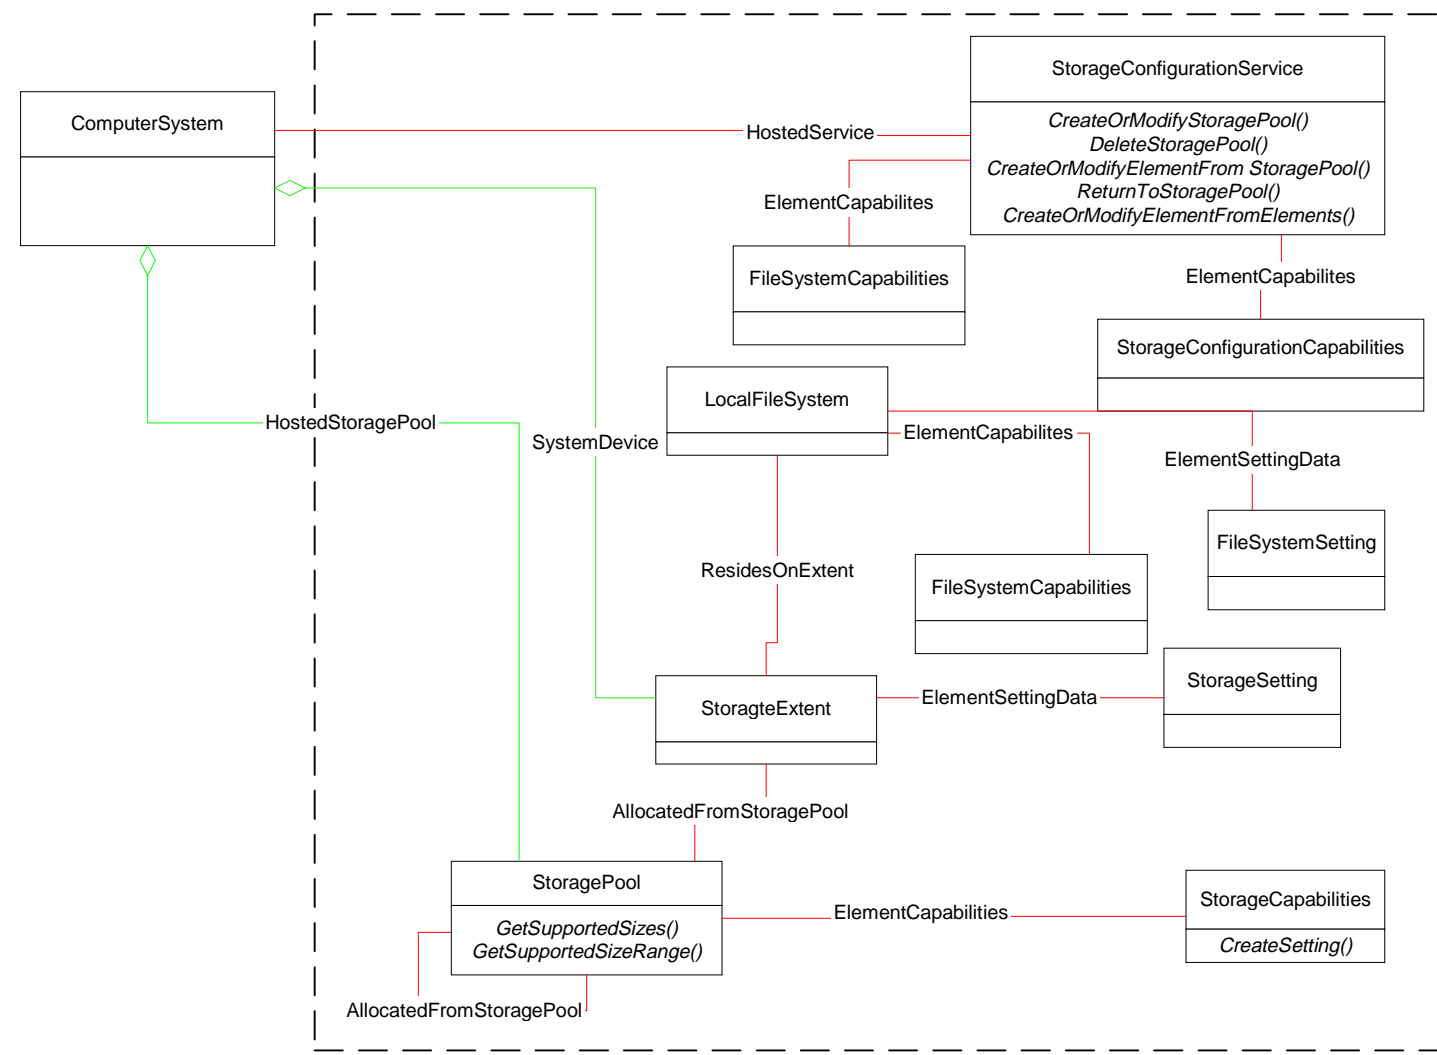 StorageConfigurationService
ComputerSystem
CreateOrModifyStoragePool()
HostedService
DeleteStoragePool()
CreateOrModifyElementFrom StoragePool()
ReturnToStoragePool()
CreateOrModifyElementFromElements()
ElementCapabilites
FileSystemCapabilities
ElementCapabilites
StorageConfigurationCapabilities
LocalFileSystem
HostedStoragePool
SystemDevice
ElementCapabilites
ElementSettingData
FileSystemSetting
ResidesOnExtent
FileSystemCapabilities
StoragteExtent
ElementSettingData
StorageSetting
AllocatedFromStoragePool
StoragePool
GetSupportedSizes()
GetSupportedSizeRange()
ElementCapabilities
StorageCapabilities
CreateSetting()
AllocatedFromStoragePool